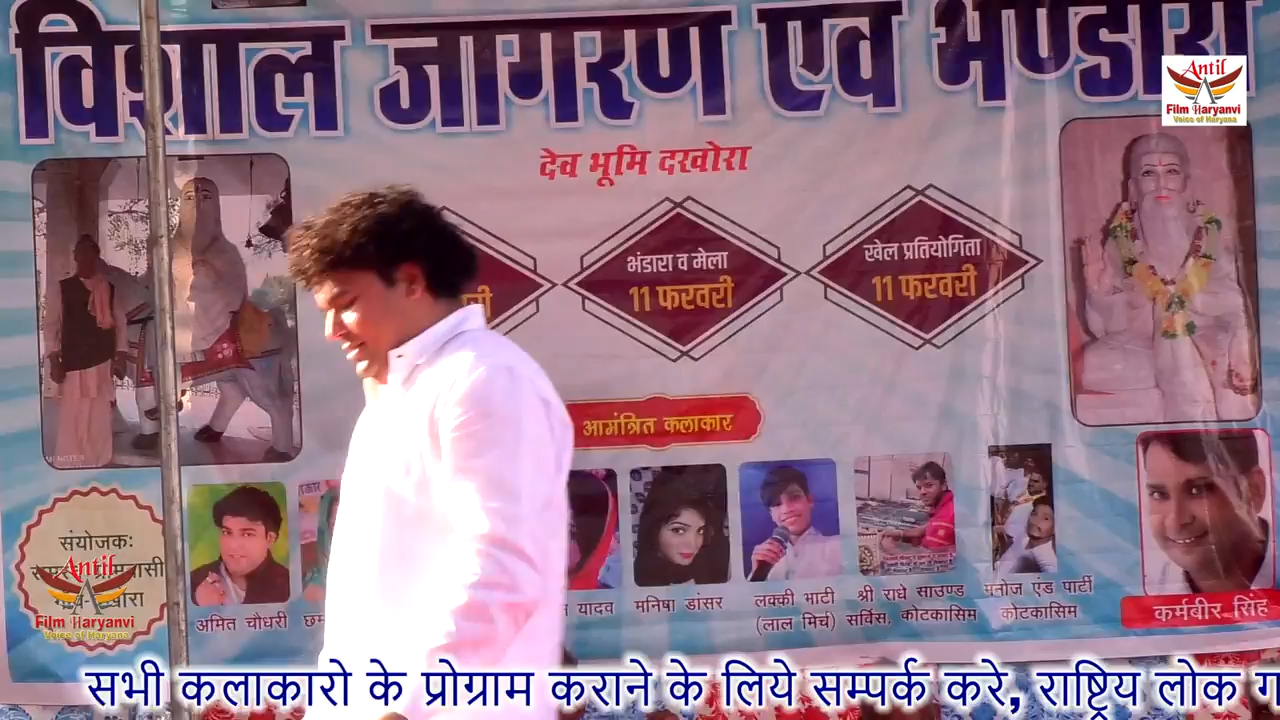 विशाल जागरण एवं भण्डारा
Antil
Film Haryanvi
Voice of Haryana
देव भूमि दखोरा
भंडारा व मेला
11 फरवरी
खेल प्रतियोगिता
11 फरवरी
आमंत्रित कलाकार
संयोजकः
Antil
Film Haryanvi
Voice of Haryana
अमित चौधरी
यादव
मनिषा डांसर
लक्की भाटी
(लाल मिर्च)
श्री राधे साउण्ड
सर्विस, कोटकासिम
मनोज एंड पार्टी
कोटकासिम
कर्मबीर सिंह
सभी कलाकारो के प्रोग्राम कराने के लिये सम्पर्क करे, राष्ट्रिय लोक